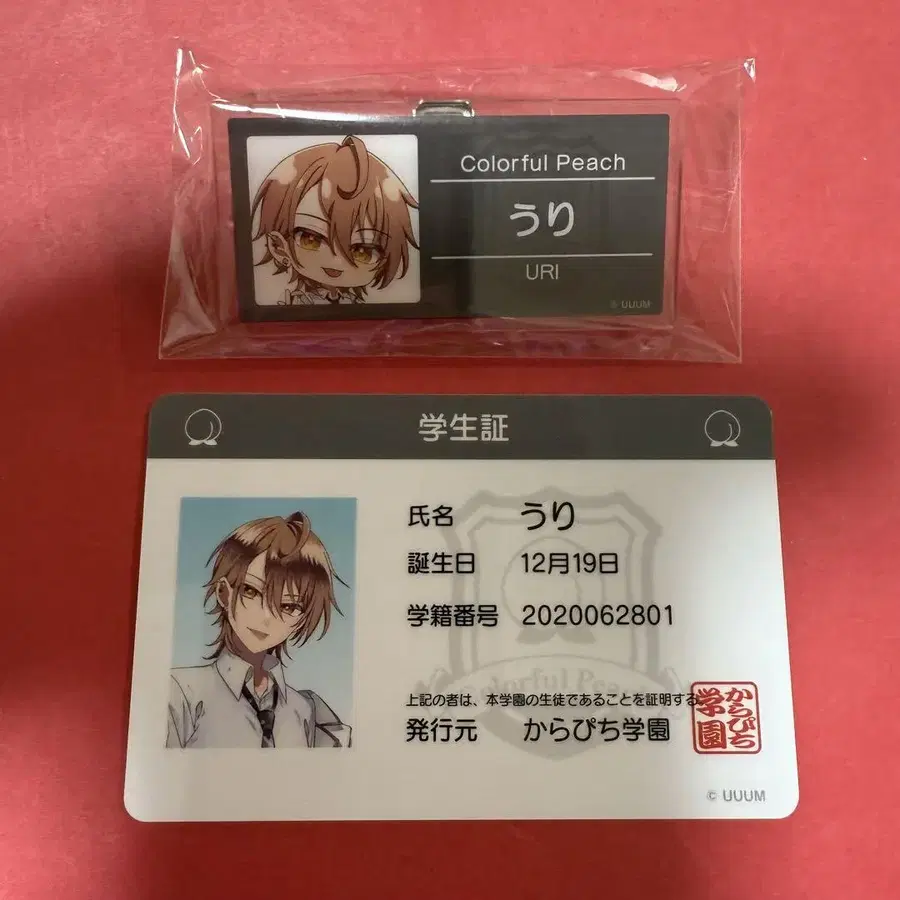 Colorful Peach
うり
URI
© UUUM
学生証
氏名 うり
誕生日 12月19日
学籍番号 2020062801
Colorful Peach
上記の者は、本学園の生徒であることを証明する
発行元 からぴち学園
からぴち
学園
© UUUM